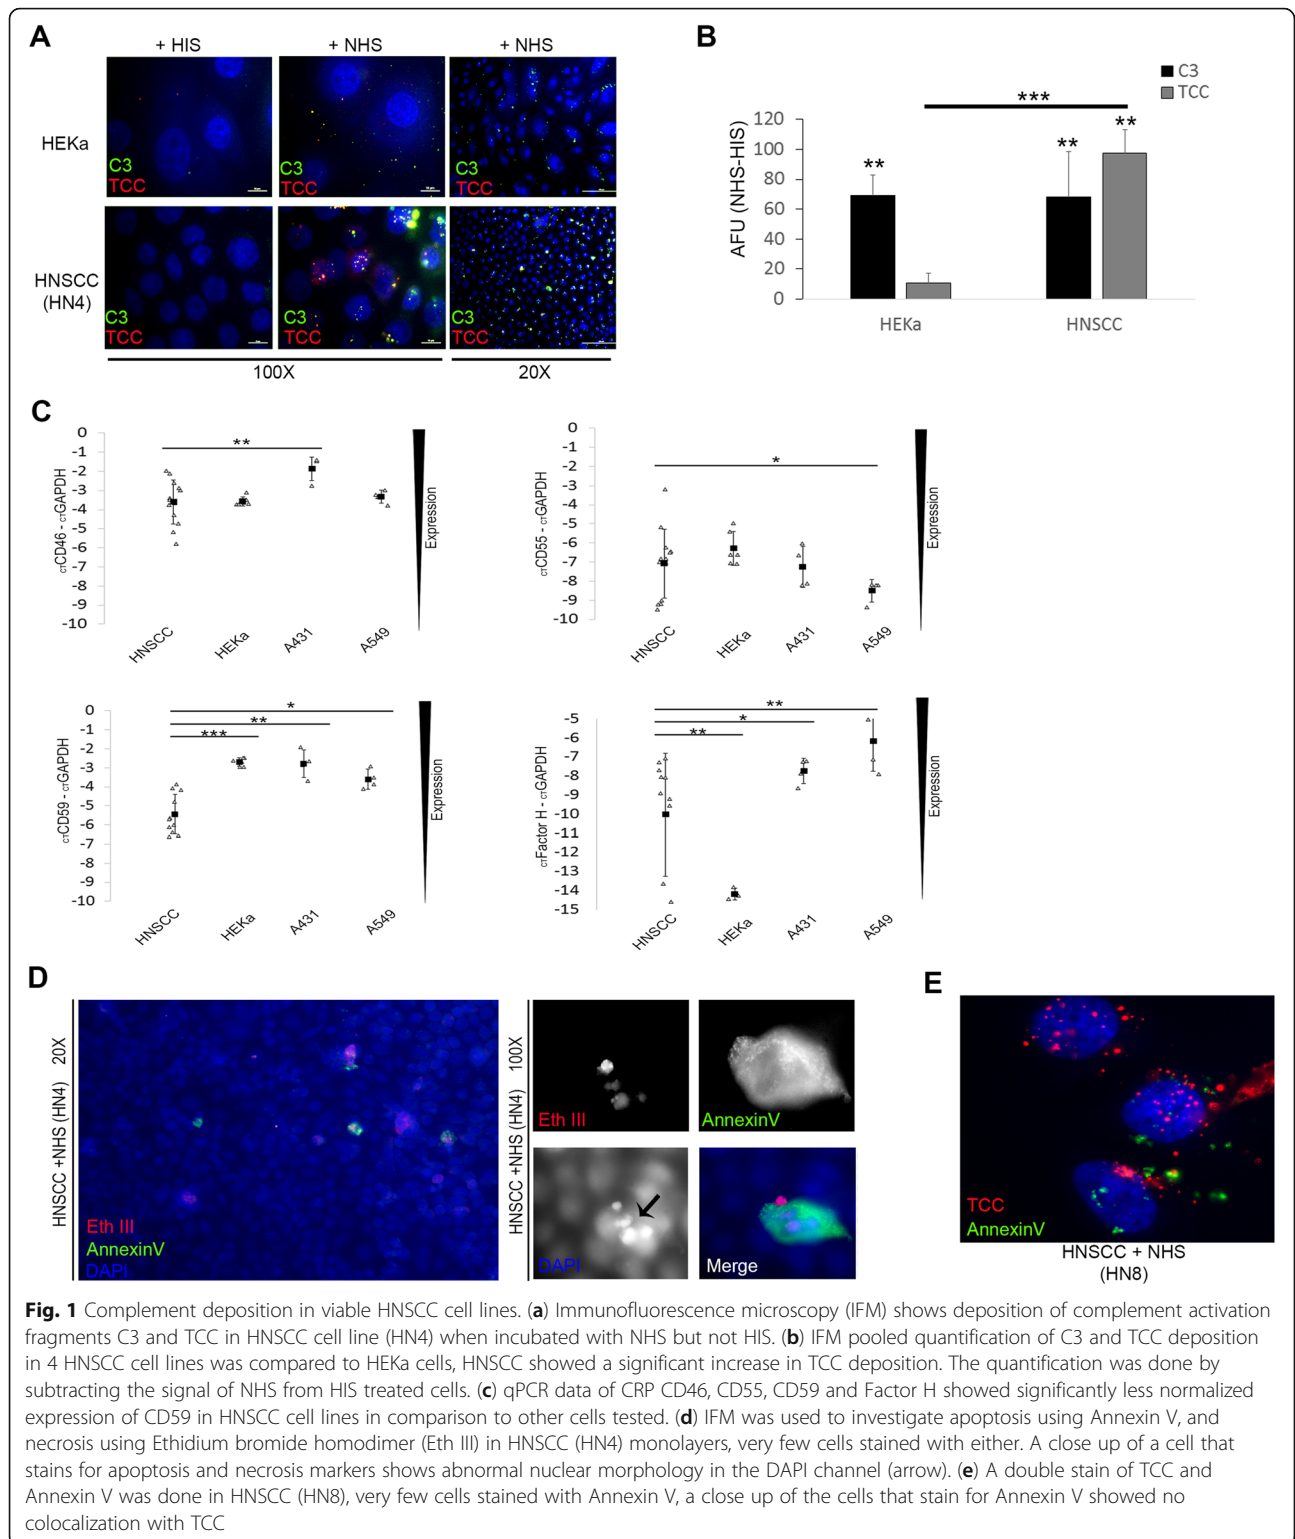 A
+ HIS
+ NHS
+ NHS
HEKa
C3
TCC
C3
TCC
C3
TCC
HNSCC
(HN4)
C3
TCC
C3
TCC
C3
TCC
100X
20X
B
C3
TCC
***
**
**
**
AFU (NHS-HIS)
120
100
80
60
40
20
0
HEKa
HNSCC
C
CTCD46 - CTGAPDH
0
-1
-2
-3
-4
-5
-6
-7
-8
-9
-10
**
HNSCC
HEKa
A431
A549
Expression
CTCD55 - CTGAPDH
0
-1
-2
-3
-4
-5
-6
-7
-8
-9
-10
*
HNSCC
HEKa
A431
A549
Expression
CTCD59 - CTGAPDH
0
-1
-2
-3
-4
-5
-6
-7
-8
-9
-10
*
**
***
HNSCC
HEKa
A431
A549
Expression
CTFactor H - CTGAPDH
-5
-6
-7
-8
-9
-10
-11
-12
-13
-14
-15
**
*
**
HNSCC
HEKa
A431
A549
Expression
D
HNSCC +NHS (HN4) 20X
Eth III
AnnexinV
DAPI
HNSCC +NHS (HN4) 100X
Eth III
AnnexinV
DAPI
Merge
E
TCC
AnnexinV
HNSCC + NHS
(HN8)
Fig. 1 Complement deposition in viable HNSCC cell lines. (a) Immunofluorescence microscopy (IFM) shows deposition of complement activation
fragments C3 and TCC in HNSCC cell line (HN4) when incubated with NHS but not HIS. (b) IFM pooled quantification of C3 and TCC deposition
in 4 HNSCC cell lines was compared to HEKa cells, HNSCC showed a significant increase in TCC deposition. The quantification was done by
subtracting the signal of NHS from HIS treated cells. (c) qPCR data of CRP CD46, CD55, CD59 and Factor H showed significantly less normalized
expression of CD59 in HNSCC cell lines in comparison to other cells tested. (d) IFM was used to investigate apoptosis using Annexin V, and
necrosis using Ethidium bromide homodimer (Eth III) in HNSCC (HN4) monolayers, very few cells stained with either. A close up of a cell that
stains for apoptosis and necrosis markers shows abnormal nuclear morphology in the DAPI channel (arrow). (e) A double stain of TCC and
Annexin V was done in HNSCC (HN8), very few cells stained with Annexin V, a close up of the cells that stain for Annexin V showed no
colocalization with TCC